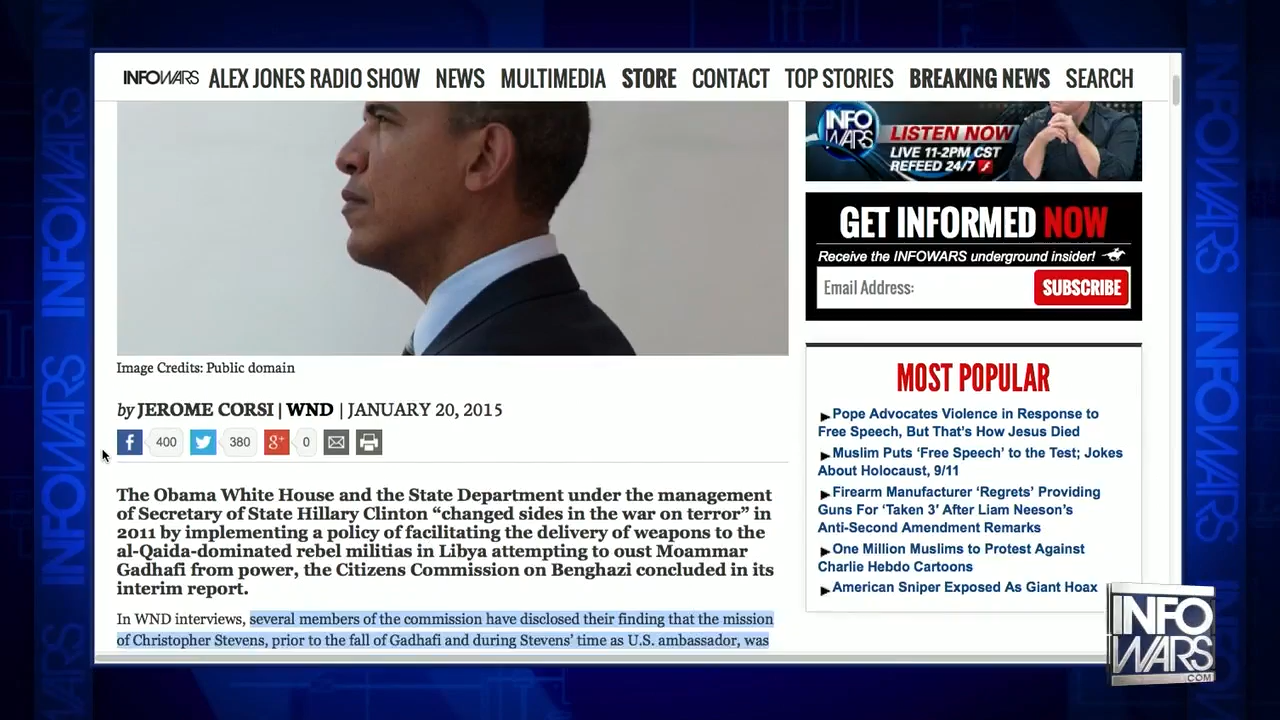 INFOWARS ALEX JONES RADIO SHOW NEWS MULTIMEDIA STORE CONTACT TOP STORIES BREAKING NEWS SEARCH
Image Credits: Public domain
by JEROME CORSI | WND | JANUARY 20, 2015
f 400 380 g+ 0
The Obama White House and the State Department under the management
of Secretary of State Hillary Clinton “changed sides in the war on terror” in
2011 by implementing a policy of facilitating the delivery of weapons to the
al-Qaida-dominated rebel militias in Libya attempting to oust Moammar
Gadhafi from power, the Citizens Commission on Benghazi concluded in its
interim report.
In WND interviews, several members of the commission have disclosed their finding that the mission
of Christopher Stevens, prior to the fall of Gadhafi and during Stevens’ time as U.S. ambassador, was
INFO
WARS
LISTEN NOW
LIVE 11-2PM CST
REFEED 24/7
GET INFORMED NOW
Receive the INFOWARS underground insider!
Email Address: SUBSCRIBE
MOST POPULAR
Pope Advocates Violence in Response to
Free Speech, But That's How Jesus Died
Muslim Puts ‘Free Speech’ to the Test; Jokes
About Holocaust, 9/11
Firearm Manufacturer ‘Regrets’ Providing
Guns For ‘Taken 3’ After Liam Neeson’s
Anti-Second Amendment Remarks
One Million Muslims to Protest Against
Charlie Hebdo Cartoons
American Sniper Exposed As Giant Hoax
INFO
WARS
.COM
INFOWARS
INFOWARS
INFOWARS
INFOWARS